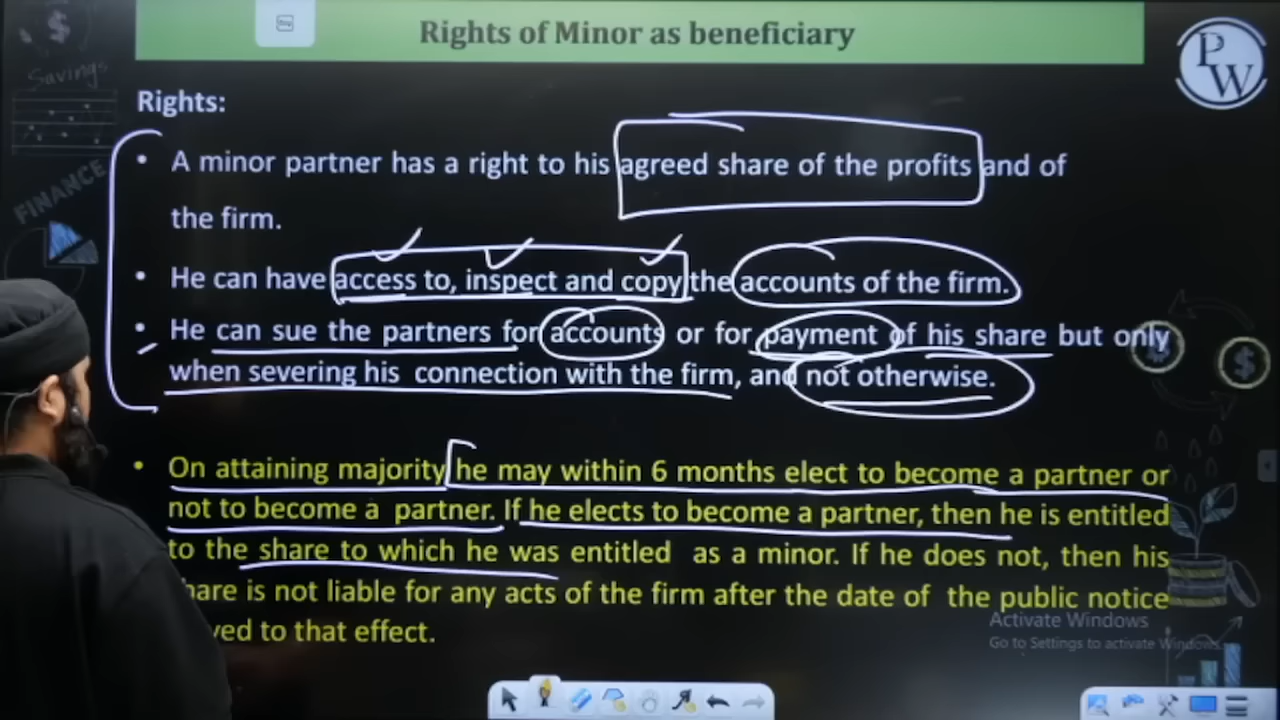 Rights of Minor as beneficiary
PW
Savings
FINANCE
Rights:
• A minor partner has a right to his agreed share of the profits and of
the firm.
• He can have access to, inspect and copy the accounts of the firm.
• He can sue the partners for accounts or for payment of his share but only
when severing his connection with the firm, and not otherwise.
• On attaining majority he may within 6 months elect to become a partner or
not to become a partner. If he elects to become a partner, then he is entitled
to the share to which he was entitled as a minor. If he does not, then his
hare is not liable for any acts of the firm after the date of the public notice
ved to that effect.
Activate Windows
Go to Settings to activate Windows.